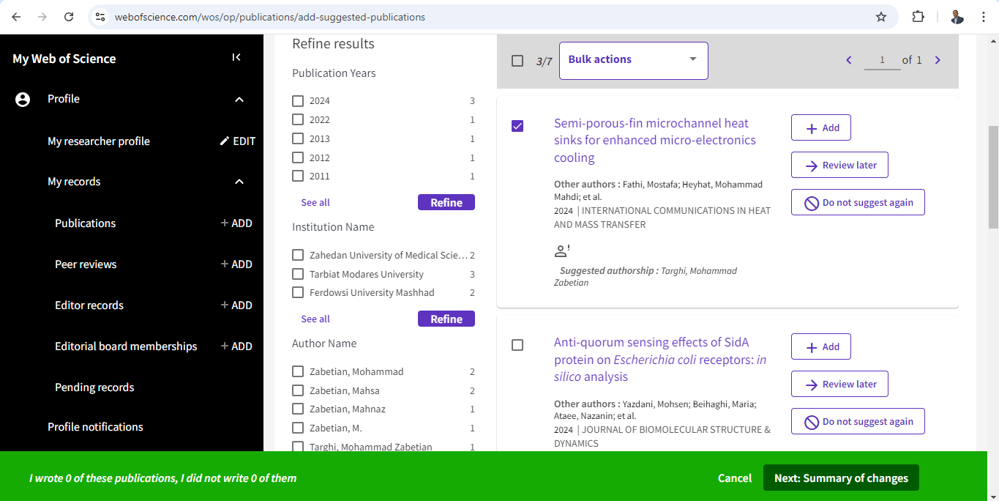 webofscience.com/wos/op/publications/add-suggested-publications
My Web of Science
Profile
My researcher profile
EDIT
My records
Publications
+ ADD
Peer reviews
+ ADD
Editor records
+ ADD
Editorial board memberships
+ ADD
Pending records
Profile notifications
Refine results
Publication Years
2024 3
2022 1
2013 1
2012 1
2011 1
See all
Refine
Institution Name
Zahedan University of Medical Scie... 2
Tarbiat Modares University 3
Ferdowsi University Mashhad 2
See all
Refine
Author Name
Zabetian, Mohammad 2
Zabetian, Mahsa 2
Zabetian, Mahnaz 1
Zabetian, M. 1
Targhi, Mohammad Zabetian 1
3/7
Bulk actions
1 of 1
Semi-porous-fin microchannel heat
sinks for enhanced micro-electronics
cooling
Other authors : Fathi, Mostafa; Heyhat, Mohammad
Mahdi; et al.
2024 | INTERNATIONAL COMMUNICATIONS IN HEAT
AND MASS TRANSFER
Suggested authorship : Targhi, Mohammad
Zabetian
+ Add
Review later
Do not suggest again
Anti-quorum sensing effects of SidA
protein on Escherichia coli receptors: in
silico analysis
Other authors : Yazdani, Mohsen; Beihaghi, Maria;
Ataee, Nazanin; et al.
2024 | JOURNAL OF BIOMOLECULAR STRUCTURE &
DYNAMICS
+ Add
Review later
Do not suggest again
I wrote 0 of these publications, I did not write 0 of them
Cancel
Next: Summary of changes